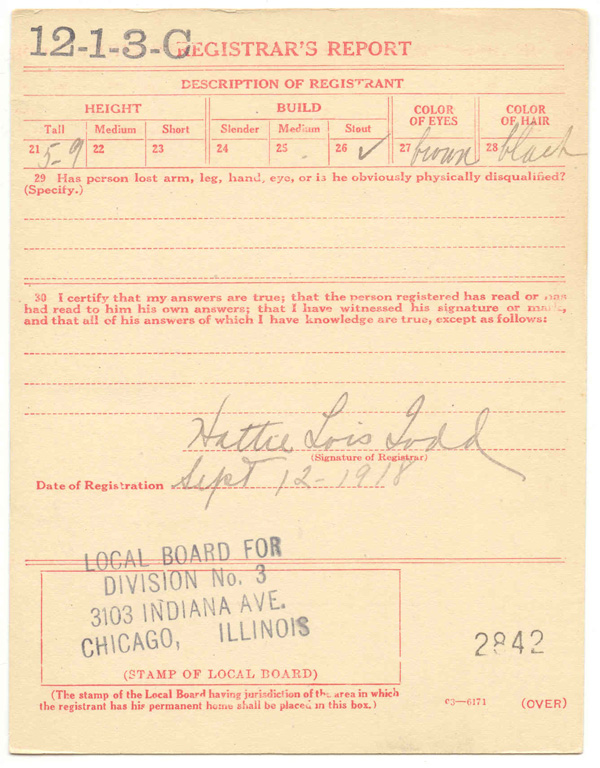 12-1-3-C REGISTRAR'S REPORT
DESCRIPTION OF REGISTRANT
HEIGHT BUILD COLOR OF EYES COLOR OF HAIR
Tall Medium Short Slender Medium Stout
21 5-9 22 23 24 25 26 ✓ 27 brown 28 black
29 Has person lost arm, leg, hand, eye, or is he obviously physically disqualified?
(Specify.)
30 I certify that my answers are true; that the person registered has read or has
had read to him his own answers; that I have witnessed his signature or mark,
and that all of his answers of which I have knowledge are true, except as follows:
Hattie Lois Todd
(Signature of Registrar)
Date of Registration Sept 12-1918
LOCAL BOARD FOR
DIVISION No. 3
3103 INDIANA AVE.
CHICAGO, ILLINOIS
2842
(STAMP OF LOCAL BOARD)
(The stamp of the Local Board having jurisdiction of the area in which
the registrant has his permanent home shall be placed in this box.)
03—6171 (OVER)